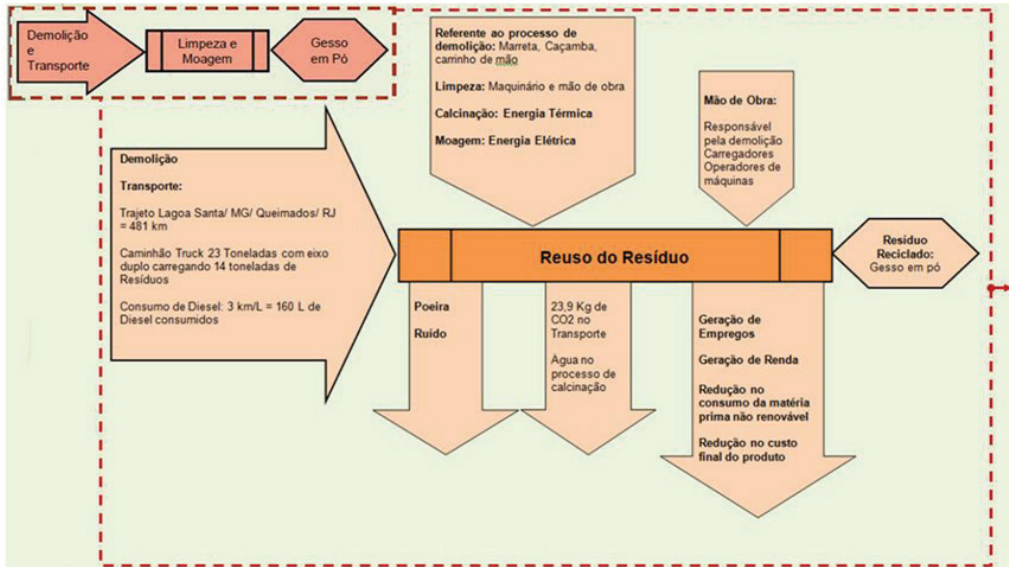 Demolição
e
Transporte
Limpeza e
Moagem
Gesso
em Pó
Referente ao processo de
demolição: Marreta, Caçamba,
carrinho de mão
Limpeza: Maquinário e mão de obra
Calcinação: Energia Térmica
Moagem: Energia Elétrica
Mão de Obra:
Responsável
pela demolição
Carregadores
Operadores de
máquinas
Demolição
Transporte:
Trajeto Lagoa Santa/ MG/ Queimados/ RJ
= 481 km
Caminhão Truck 23 Toneladas com eixo
duplo carregando 14 toneladas de
Resíduos
Consumo de Diesel: 3 km/L = 160 L de
Diesel consumidos
Reuso do Resíduo
Resíduo
Reciclado:
Gesso em pó
Poeira
Ruído
23,9 Kg de
CO2 no
Transporte
Água no
processo de
calcinação
Geração de
Empregos
Geração de Renda
Redução no
consumo da matéria
prima não renovável
Redução no custo
final do produto